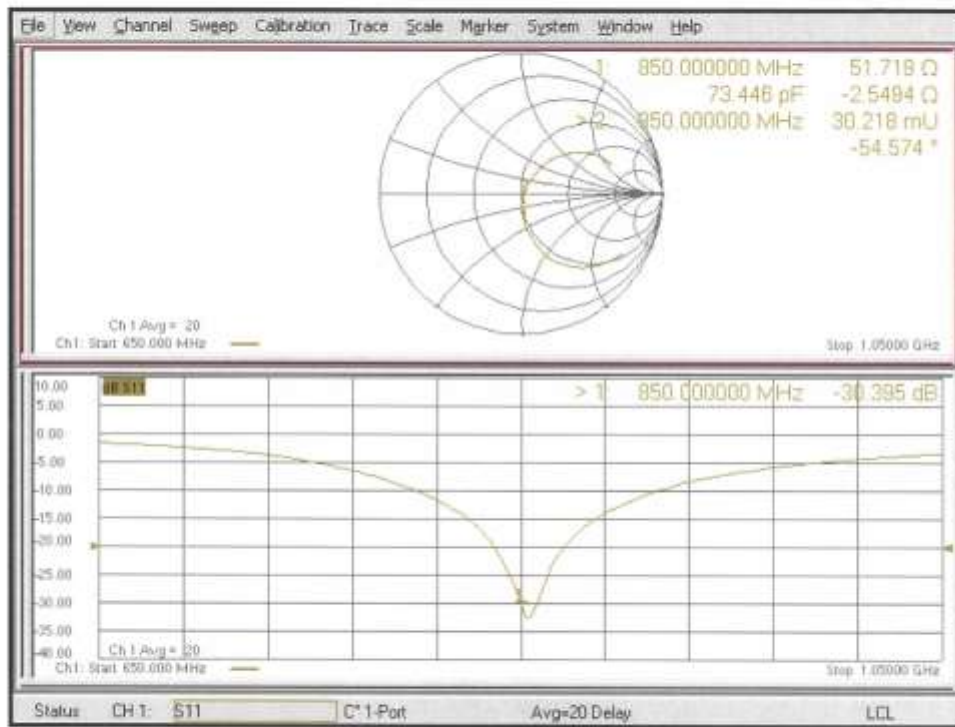 File View Channel Sweep Calibration Trace Scale Marker System Window Help
1 850.000000 MHz 51.719 Ω
73.446 pF -2.5494 Ω
> 2 850.000000 MHz 30.218 mU
-54.574 °
Ch 1 Avg = 20
Ch1: Start 650.000 MHz
Stop 1.05000 GHz
10.00
dB S11
> 1 850.000000 MHz -30.395 dB
5.00
0.00
-5.00
-10.00
-15.00
-20.00
-25.00
-30.00
1
-35.00
-40.00
Ch 1 Avg = 20
Ch1: Start 650.000 MHz
Stop 1.05000 GHz
Status CH 1: S11 C* 1-Port Avg=20 Delay LCL